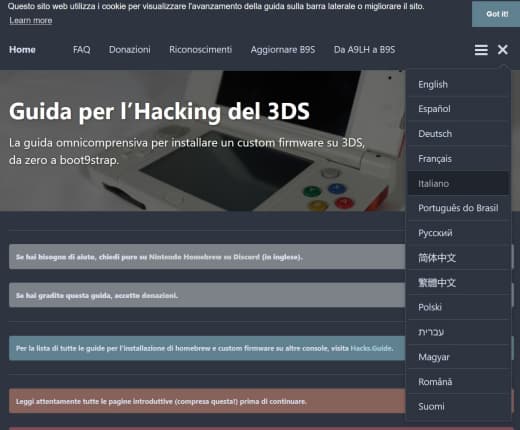 Questo sito web utilizza i cookie per visualizzare l'avanzamento della guida sulla barra laterale o migliorare il sito.
Learn more
Got it!
Home
FAQ
Donazioni
Riconoscimenti
Aggiornare B9S
Da A9LH a B9S
Guida per l'Hacking del 3DS
La guida omnicomprensiva per installare un custom firmware su 3DS,
da zero a boot9strap.
Se hai bisogno di aiuto, chiedi pure su Nintendo Homebrew su Discord (in inglese).
Se hai gradito questa guida, accetto donazioni.
Per la lista di tutte le guide per l'installazione di homebrew e custom firmware su altre console, visita Hacks.Guide.
Leggi attentamente tutte le pagine introduttive (compresa questa!) prima di continuare.
English
Español
Deutsch
Français
Italiano
Português do Brasil
Русский
简体中文
繁體中文
Polski
עברית
Magyar
Română
Suomi